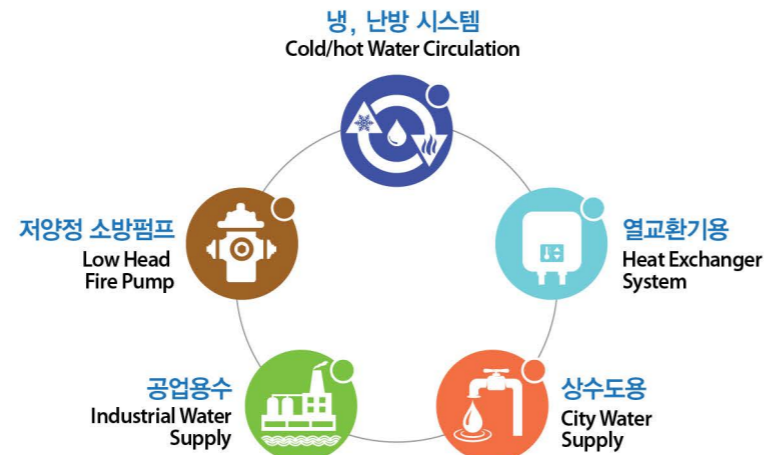 냉, 난방 시스템
Cold/hot Water Circulation
저양정 소방펌프
Low Head
Fire Pump
열교환기용
Heat Exchanger
System
공업용수
Industrial Water
Supply
상수도용
City Water
Supply